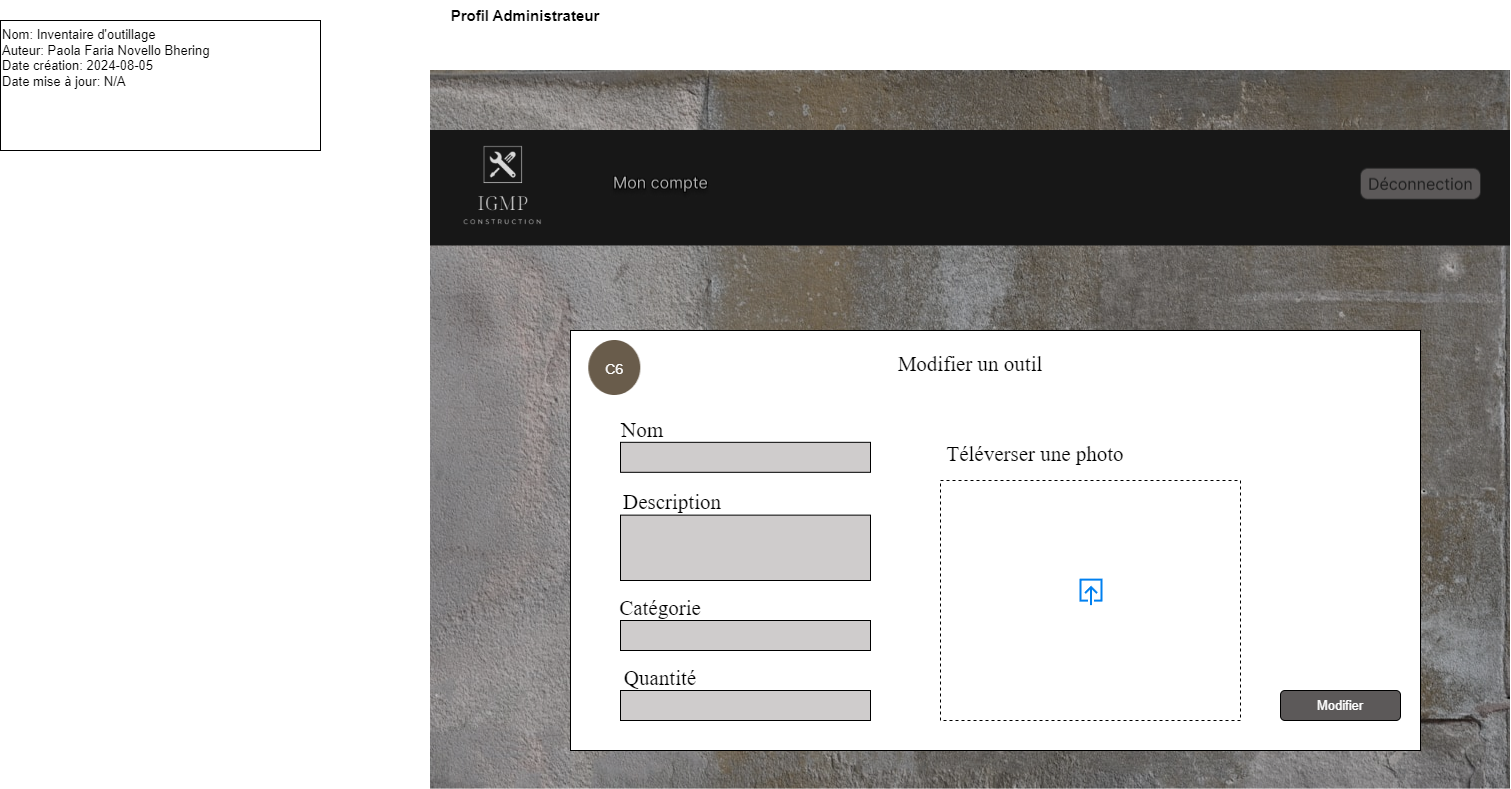 Profil Administrateur
Nom: Inventaire d'outillage
Auteur: Paola Faria Novello Bhering
Date création: 2024-08-05
Date mise à jour: N/A
IGMP
CONSTRUCTION
Mon compte
Déconnection
C6
Modifier un outil
Nom
Description
Catégorie
Quantité
Téléverser une photo
Modifier